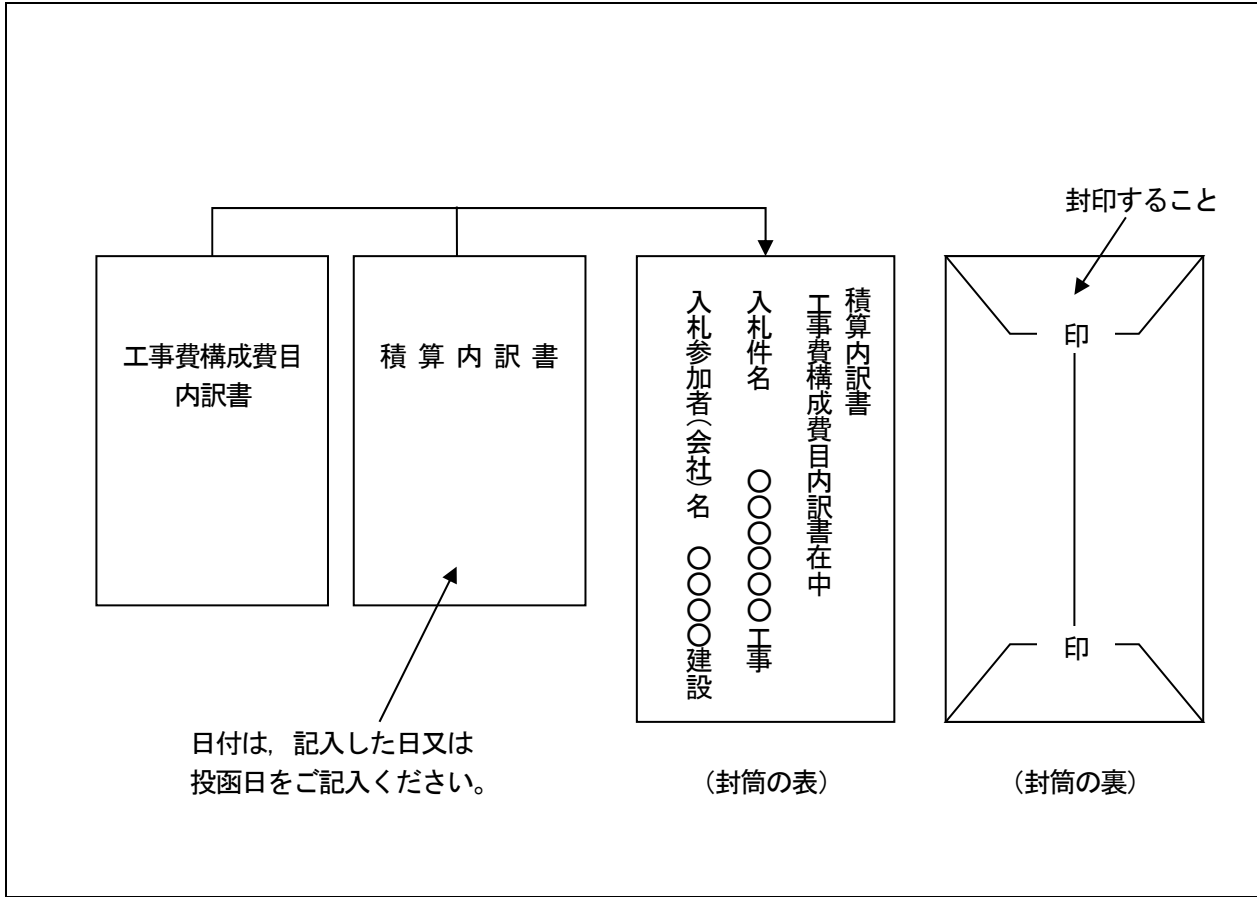 封印すること
工事費構成費目
内訳書
積算内訳書
積算内訳書
工事費構成費目内訳書在中
入札件名　〇〇〇〇〇〇工事
入札参加者(会社)名　〇〇〇〇建設
印
印
日付は，記入した日又は
投函日をご記入ください。
（封筒の表）
（封筒の裏）